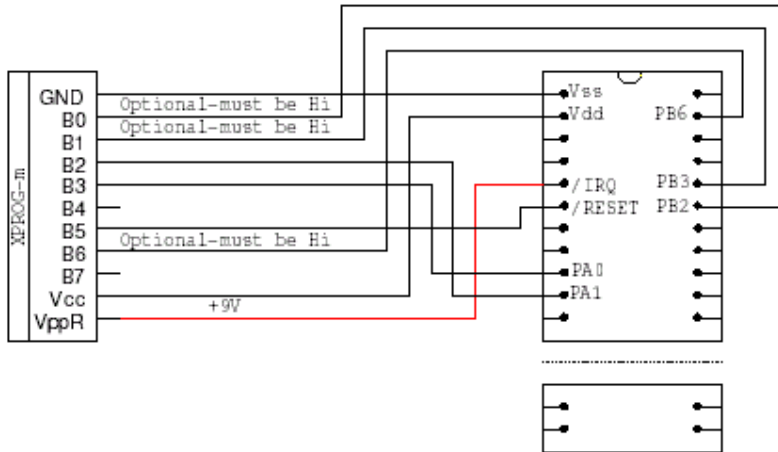 XPROG-m
GND
B0
B1
B2
B3
B4
B5
B6
B7
Vcc
VppR
Optional-must be Hi
Optional-must be Hi
Optional-must be Hi
+9V
Vss
Vdd
/IRQ
/RESET
PA0
PA1
PB6
PB3
PB2